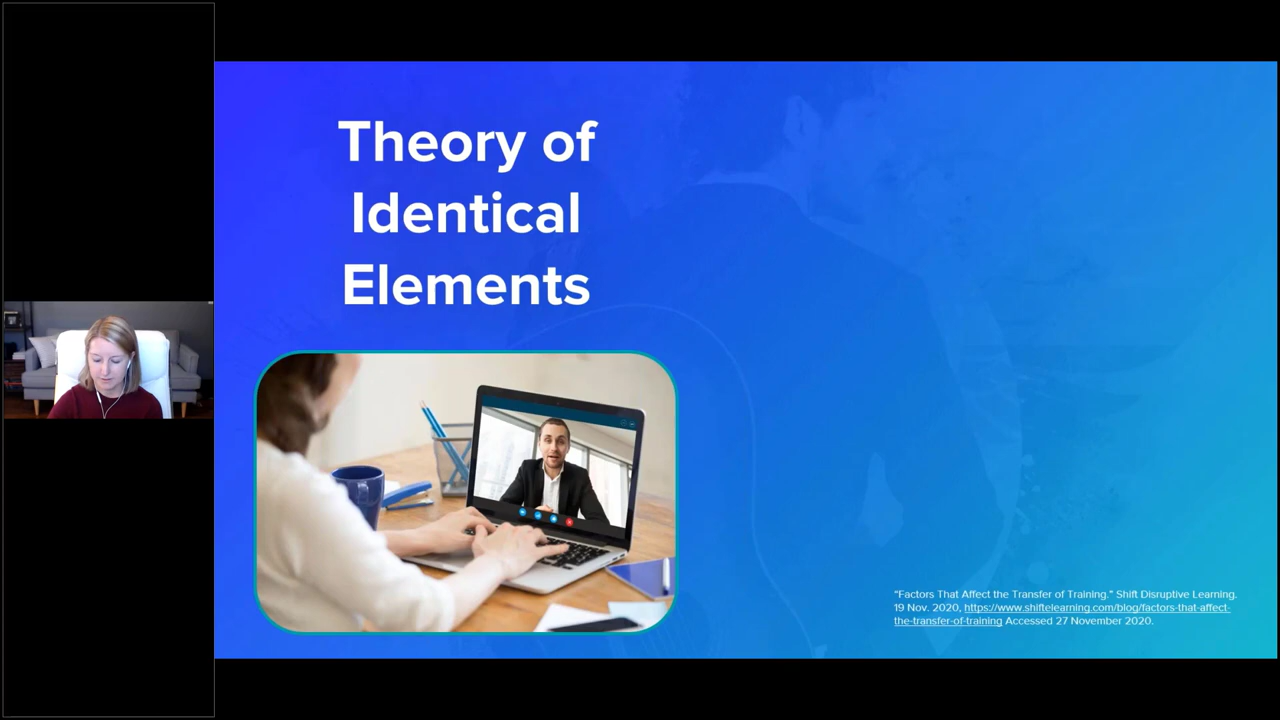 Theory of
Identical
Elements
“Factors That Affect the Transfer of Training.” Shift Disruptive Learning.
19 Nov. 2020, https://www.shiftelearning.com/blog/factors-that-affect-
the-transfer-of-training Accessed 27 November 2020.